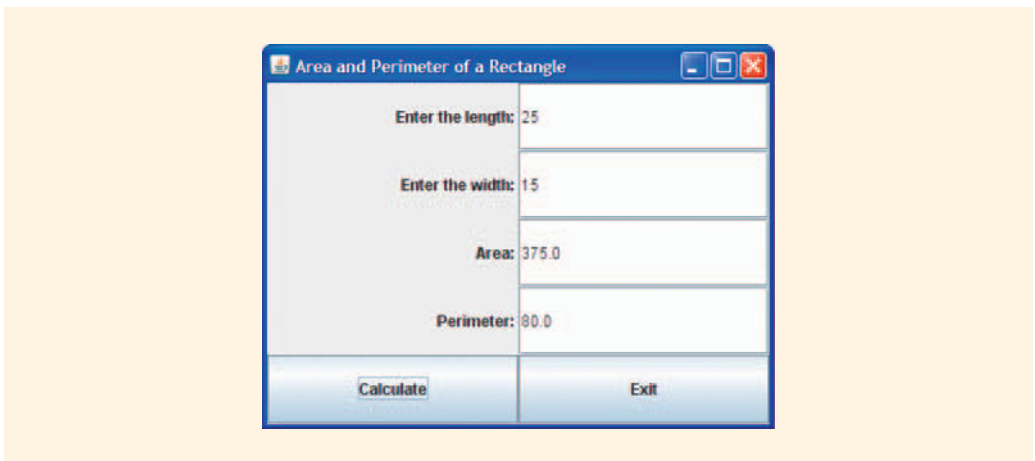 Area and Perimeter of a Rectangle
Enter the length: 25
Enter the width: 15
Area: 375.0
Perimeter: 80.0
Calculate Exit